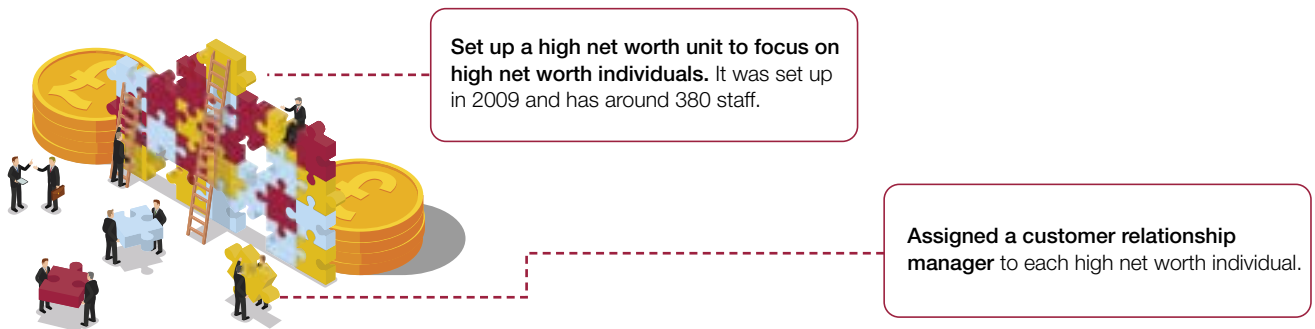 Set up a high net worth unit to focus on
high net worth individuals. It was set up
in 2009 and has around 380 staff.
Assigned a customer relationship
manager to each high net worth individual.
£
£